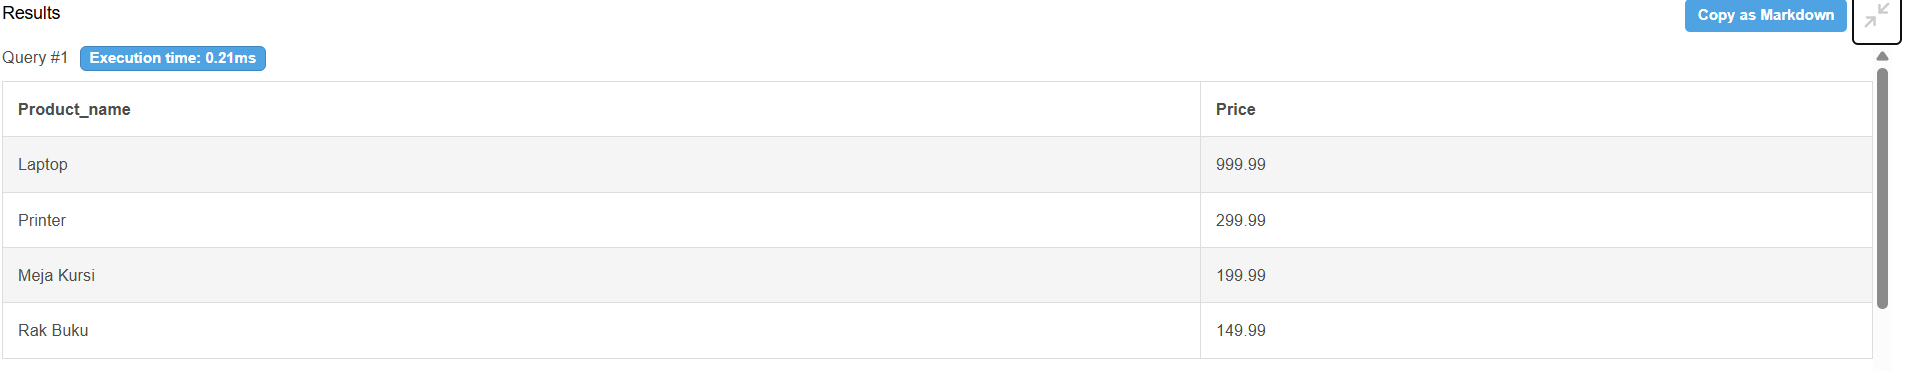 Results
Copy as Markdown
Query #1 Execution time: 0.21ms
Product_name Price
Laptop 999.99
Printer 299.99
Meja Kursi 199.99
Rak Buku 149.99